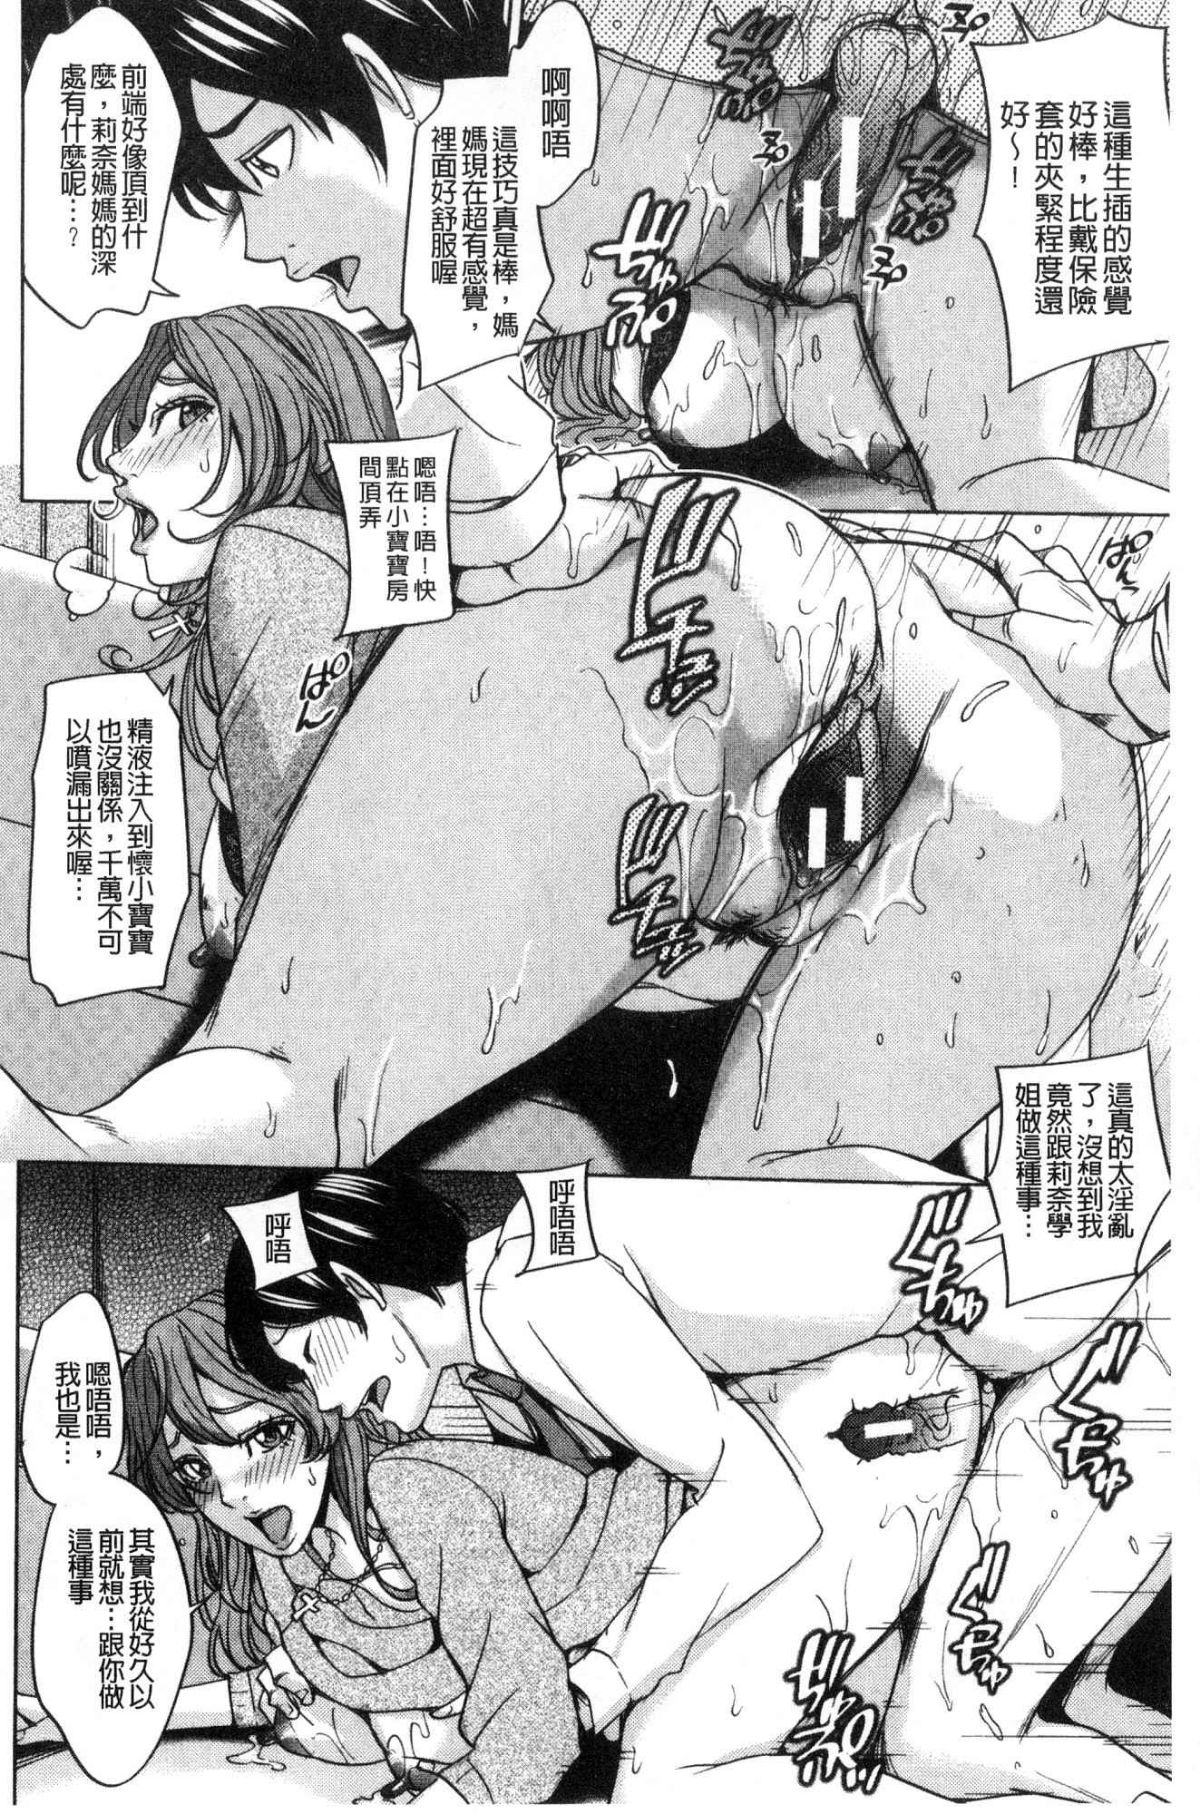 這種生插的感覺
好棒，比戴保險
套的夾緊程度還
好～！
啊啊唔
這技巧真是棒，媽
媽現在超有感覺，
裡面好舒服喔
前端好像頂到什
麼，莉奈媽媽的深
處有什麼呢…？
嗯唔…唔！快
點在小寶寶房
間頂弄
ぱん
ぱん
精液注入到懷小寶寶
也沒關係，千萬不可
以噴漏出來喔…
這真的太淫亂
了，沒想到我
竟然跟莉奈學
姐做這種事…
呼唔唔
呼唔
嗯唔唔，
我也是…
其實我從好久以
前就想…跟你做
這種事